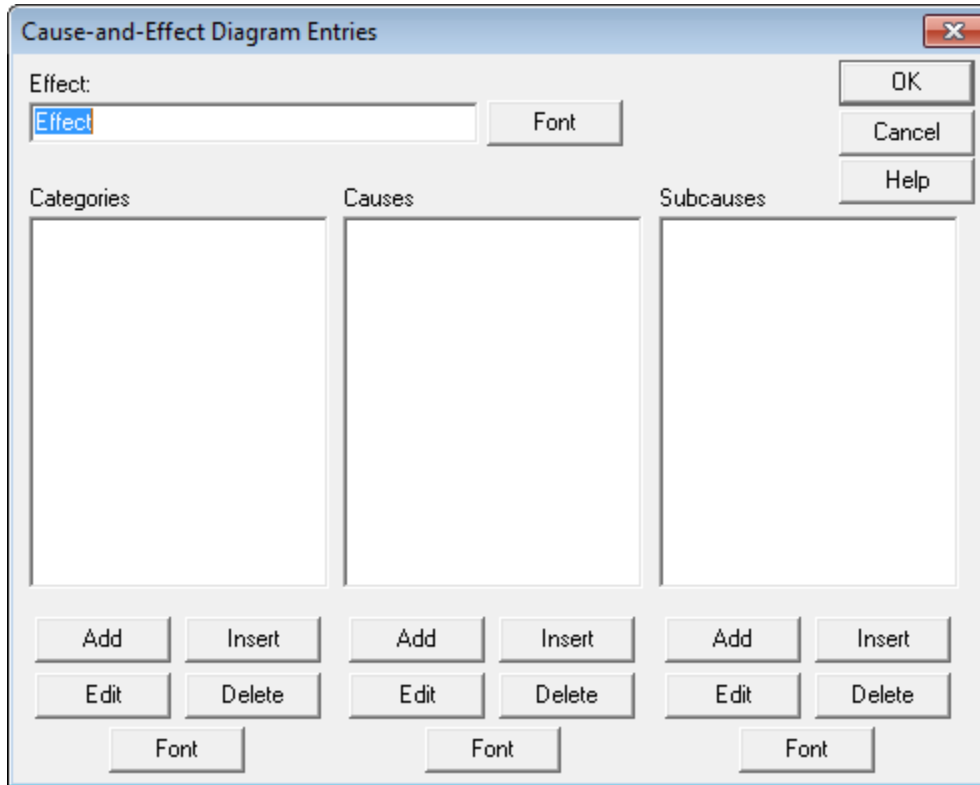 Cause-and-Effect Diagram Entries
Effect:
OK
Effect
Font
Cancel
Help
Categories
Causes
Subcauses
Add
Insert
Add
Insert
Add
Insert
Edit
Delete
Edit
Delete
Edit
Delete
Font
Font
Font